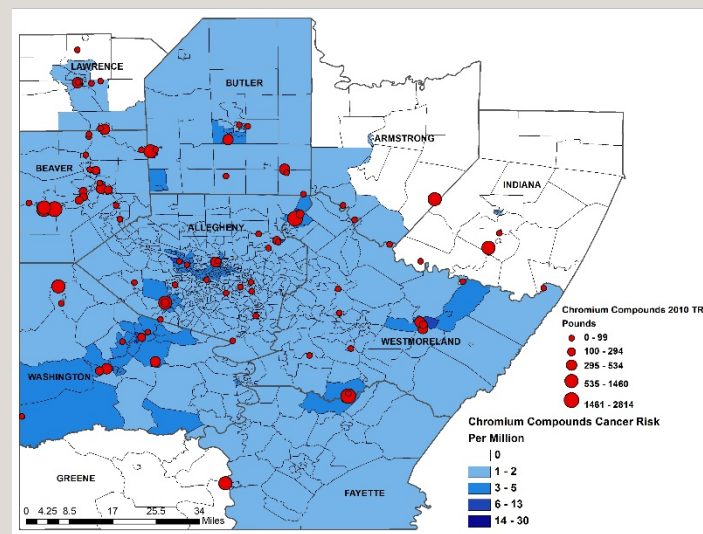 LAWRENCE
BUTLER
ARMSTRONG
BEAVER
INDIANA
ALLEGHENY
WESTMORELAND
WASHINGTON
GREENE
FAYETTE
Chromium Compounds 2010 TR
Pounds
0 - 99
100 - 294
295 - 534
535 - 1460
1461 - 2814
Chromium Compounds Cancer Risk
Per Million
0
1 - 2
3 - 5
6 - 13
14 - 30
0 4.25 8.5 17 25.5 34
Miles